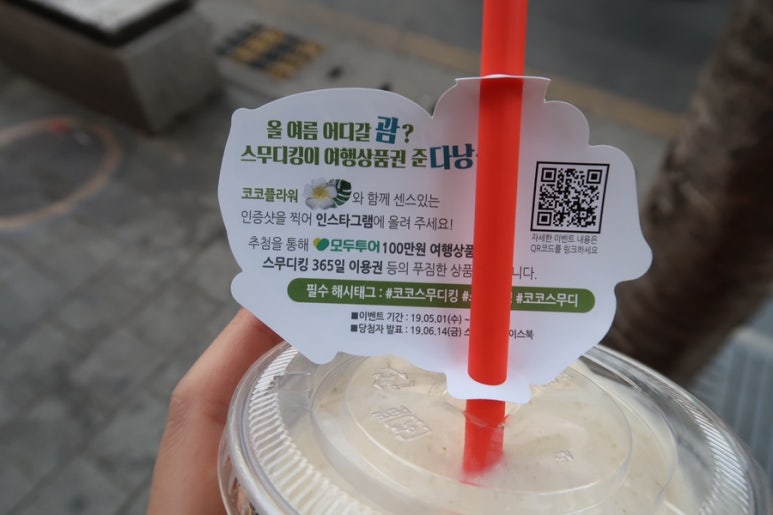 올 여름 어디갈 괌?
스무디킹이 여행상품권 준 다낭
코코플라워 와 함께 센스있는
인증샷을 찍어 인스타그램에 올려 주세요!
추첨을 통해 모두투어 100만원 여행상품
스무디킹 365일 이용권 등의 푸짐한 상품 니다.
필수 해시태그 : #코코스무디킹 #코코스무디
■이벤트 기간 : 19.05.01(수) ~
■당첨자 발표 : 19.06.14(금)
자세한 이벤트 내용은
QR코드를 링크하세요